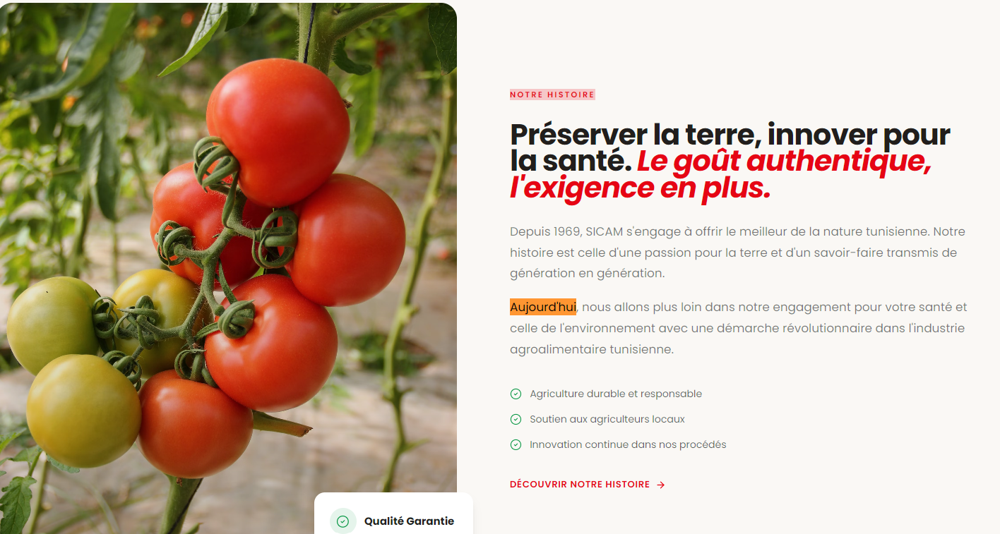 NOTRE HISTOIRE
Préserver la terre, innover pour
la santé. Le goût authentique,
l'exigence en plus.
Depuis 1969, SICAM s'engage à offrir le meilleur de la nature tunisienne. Notre
histoire est celle d'une passion pour la terre et d'un savoir-faire transmis de
génération en génération.
Aujourd'hui, nous allons plus loin dans notre engagement pour votre santé et
celle de l'environnement avec une démarche révolutionnaire dans l'industrie
agroalimentaire tunisienne.
Agriculture durable et responsable
Soutien aux agriculteurs locaux
Innovation continue dans nos procédés
DÉCOUVRIR NOTRE HISTOIRE →
Qualité Garantie